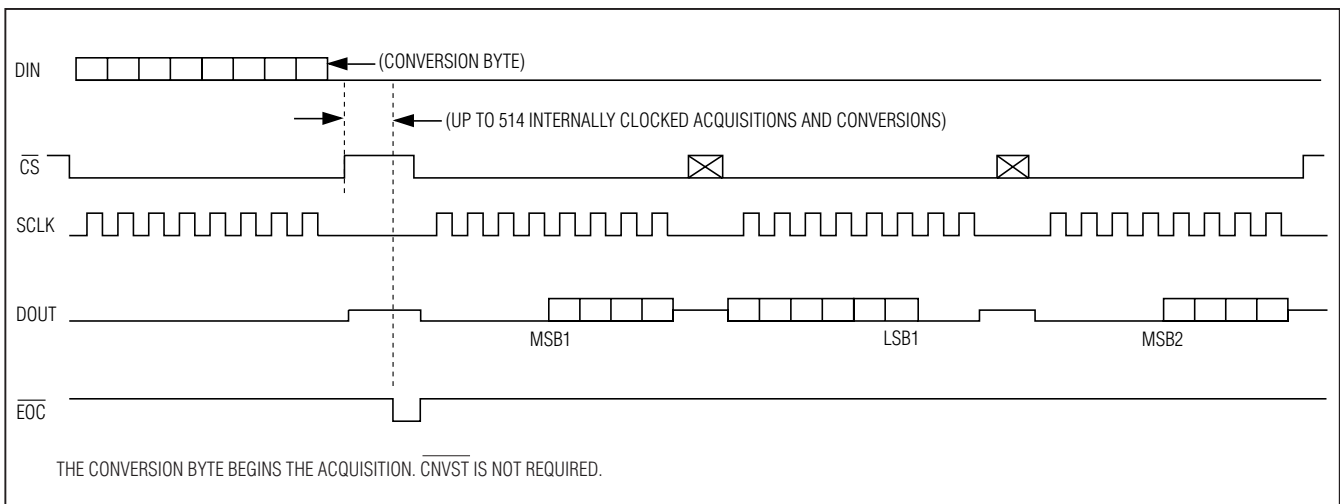 DIN
(CONVERSION BYTE)
(UP TO 514 INTERNALLY CLOCKED ACQUISITIONS AND CONVERSIONS)
CS
SCLK
DOUT
MSB1
LSB1
MSB2
EOC
THE CONVERSION BYTE BEGINS THE ACQUISITION. CNVST IS NOT REQUIRED.